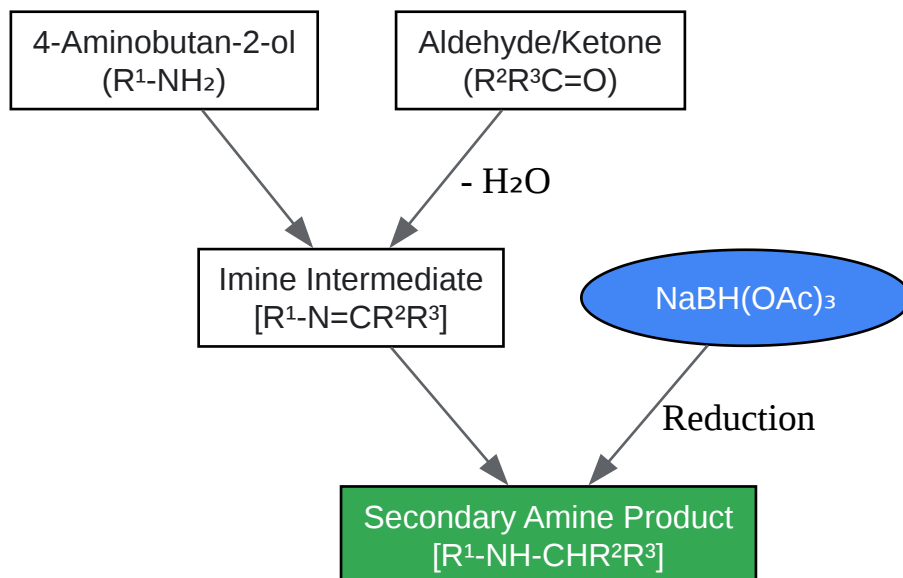 4-Aminobutan-2-ol
(R¹-NH₂)
Aldehyde/Ketone
(R²R³C=O)
- H₂O
Imine Intermediate
[R¹-N=CR²R³]
NaBH(OAc)₃
Reduction
Secondary Amine Product
[R¹-NH-CHR²R³]